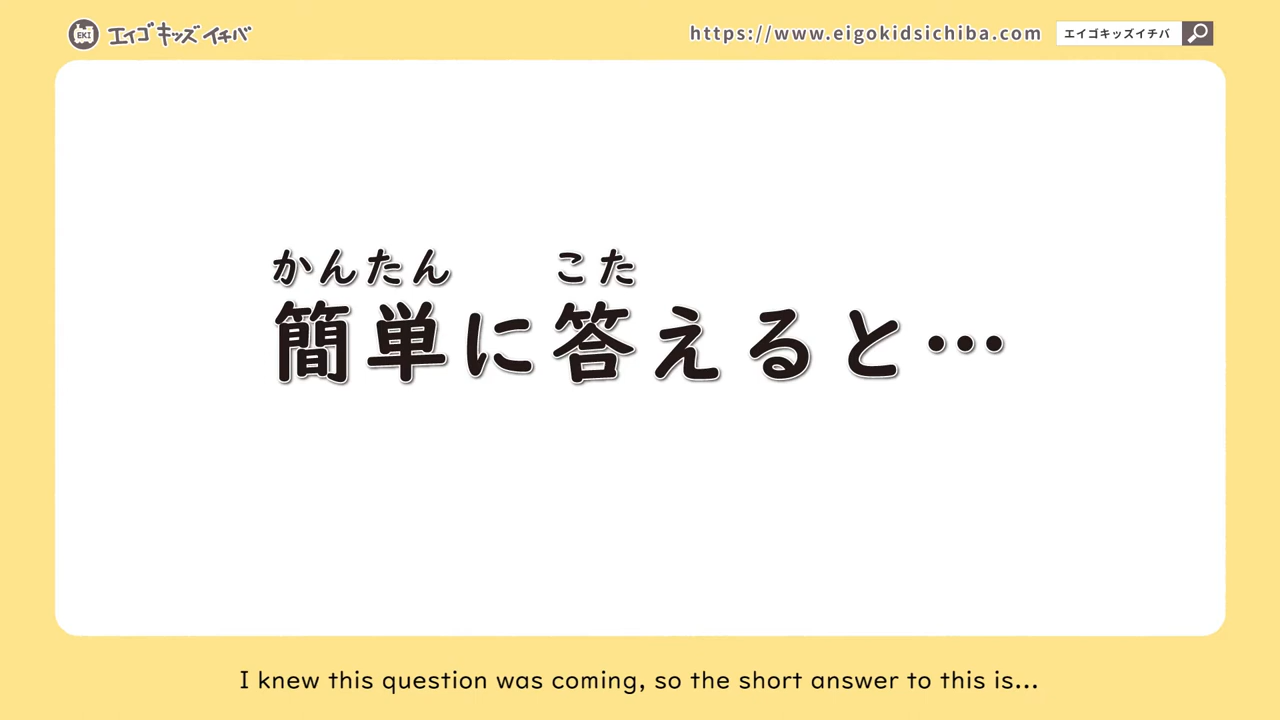 EKI エイゴキッズイチバ
https://www.eigokidsichiba.com エイゴキッズイチバ
かんたん こた
簡単に答えると…
I knew this question was coming, so the short answer to this is...